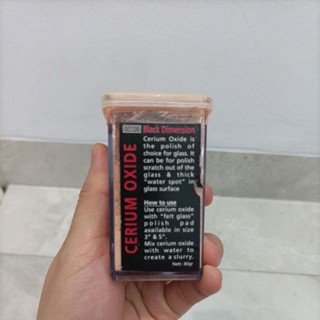 CERIUM OXIDE
Black Dimension
Cerium Oxide is
the polish of
choice for glass. It
can be for polish
scratch out of the
glass & thick
"water spot" in
glass surface
How to use
Use cerium oxide
with "felt glass"
polish pad
available in size
3" & 5".
Mix cerium oxide
with water to
create a slurry.
Nett: 80gr